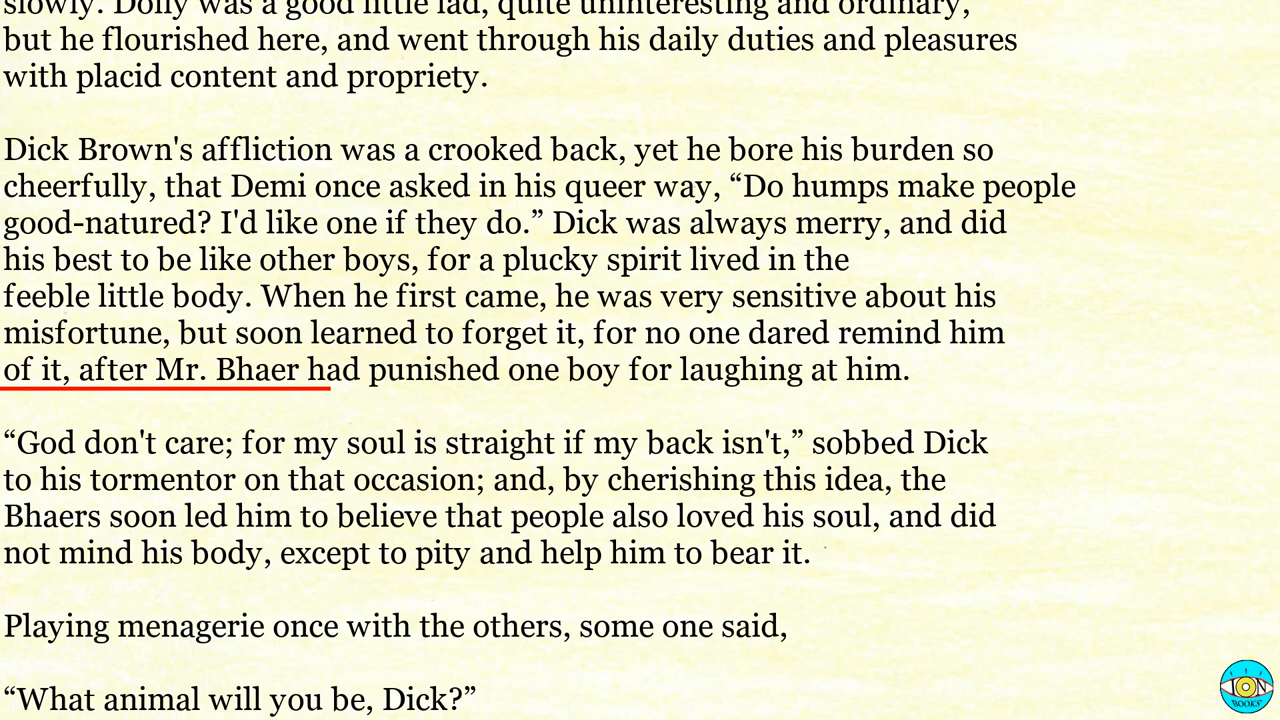 slowly. Dolly was a good little lad, quite uninteresting and ordinary,
but he flourished here, and went through his daily duties and pleasures
with placid content and propriety.
Dick Brown's affliction was a crooked back, yet he bore his burden so
cheerfully, that Demi once asked in his queer way, “Do humps make people
good-natured? I'd like one if they do.” Dick was always merry, and did
his best to be like other boys, for a plucky spirit lived in the
feeble little body. When he first came, he was very sensitive about his
misfortune, but soon learned to forget it, for no one dared remind him
of it, after Mr. Bhaer had punished one boy for laughing at him.
“God don't care; for my soul is straight if my back isn't,” sobbed Dick
to his tormentor on that occasion; and, by cherishing this idea, the
Bhaers soon led him to believe that people also loved his soul, and did
not mind his body, except to pity and help him to bear it.
Playing menagerie once with the others, some one said,
“What animal will you be, Dick?”
ION
BOOKS